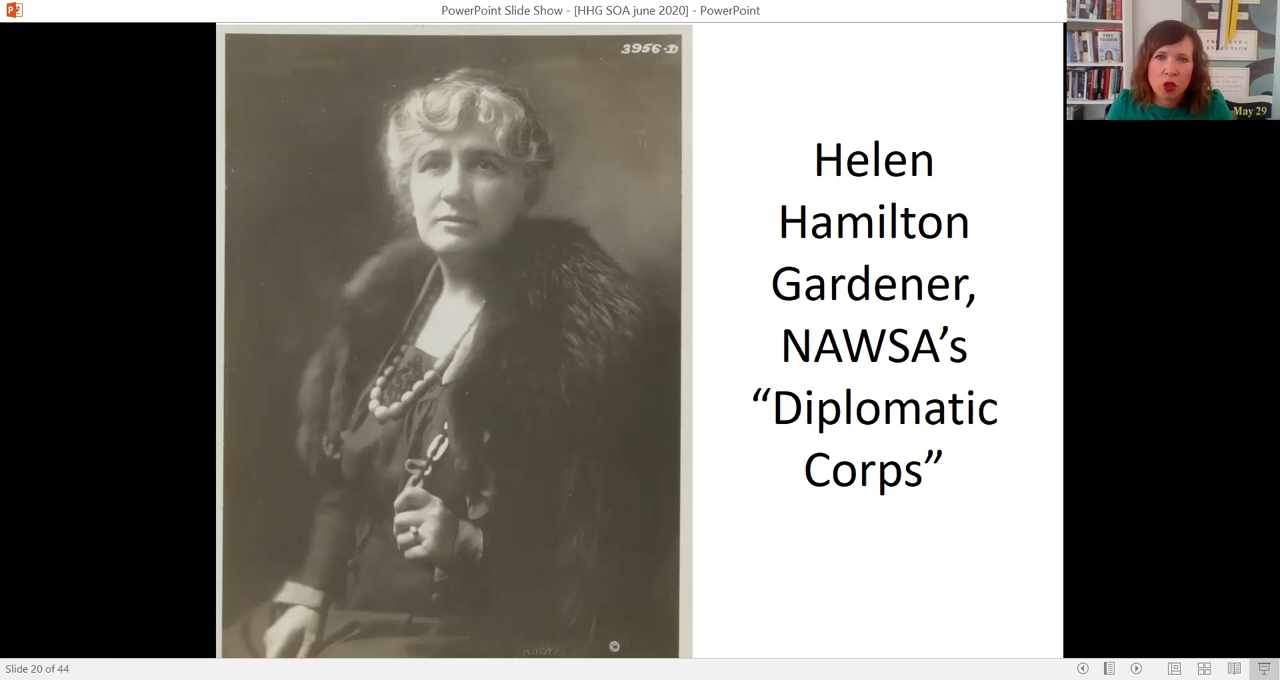 PowerPoint Slide Show - [HHG SOA june 2020] - PowerPoint
3956-D
Helen
Hamilton
Gardener,
NAWSA’s
“Diplomatic
Corps”
©
May 29
Slide 20 of 44